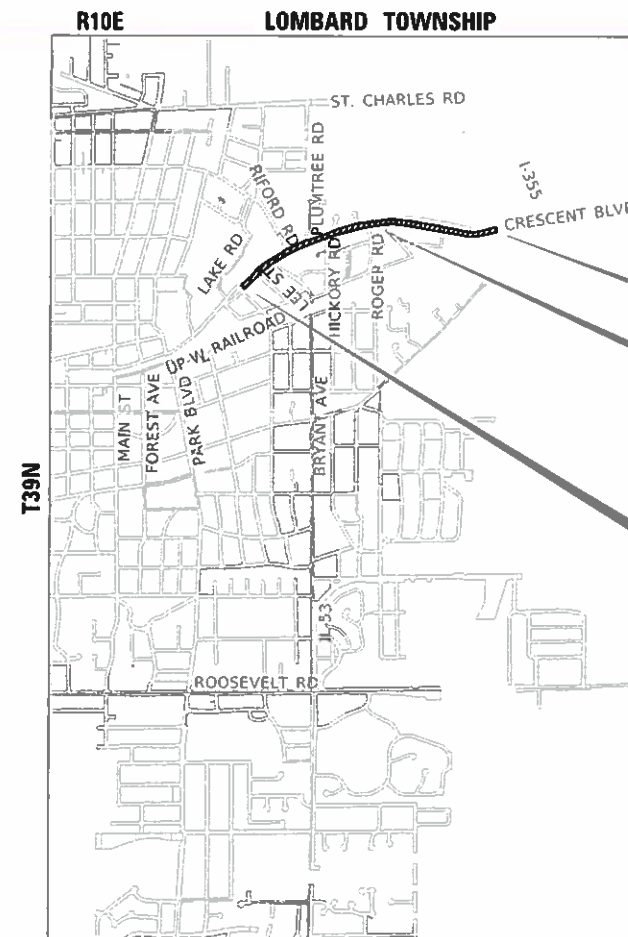 R10E
LOMBARD TOWNSHIP
ST. CHARLES RD
PLUMTREE RD
RIFORD RD
I-355
CRESCENT BLV
LAKE RD
LEE ST
HICKORY RD
ROGER RD
UP-W RAILROAD
MAIN ST
FOREST AVE
PARK BLVD
BRYANT AVE
T39N
IL-53
ROOSEVELT RD